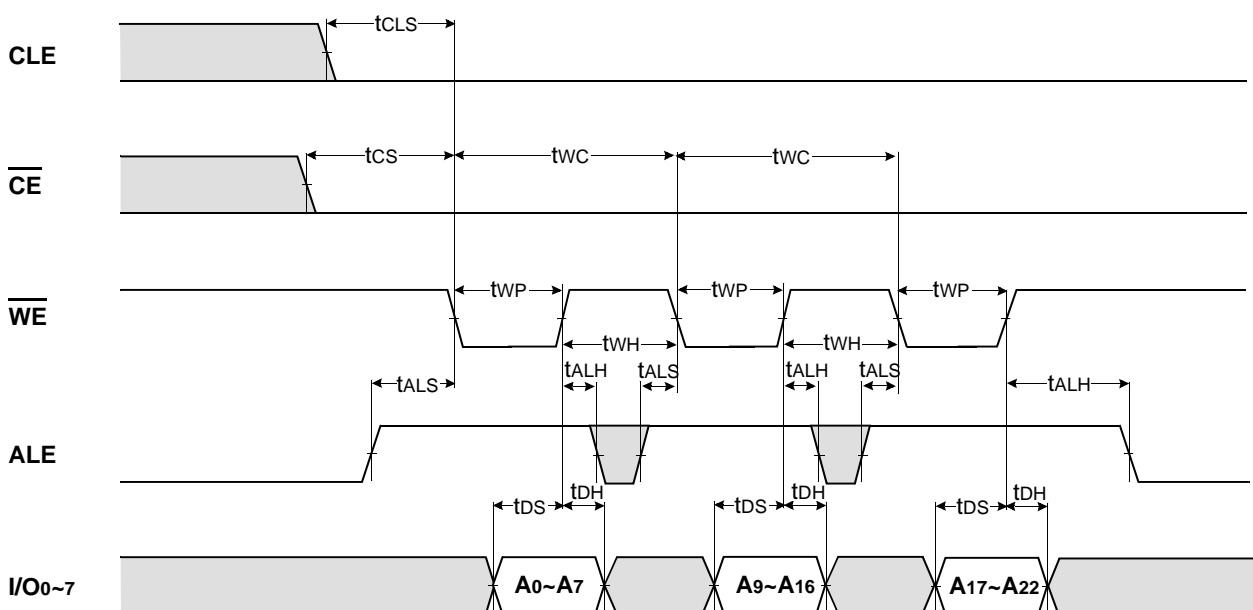 tCLS
CLE
tCS tWC tWC
CE
tWP tWP tWP
WE
tWH tWH
tALH tALS tALH tALS
tALS tALH
ALE
tDS tDH tDS tDH tDS tDH
I/O0~7 A0~A7 A9~A16 A17~A22